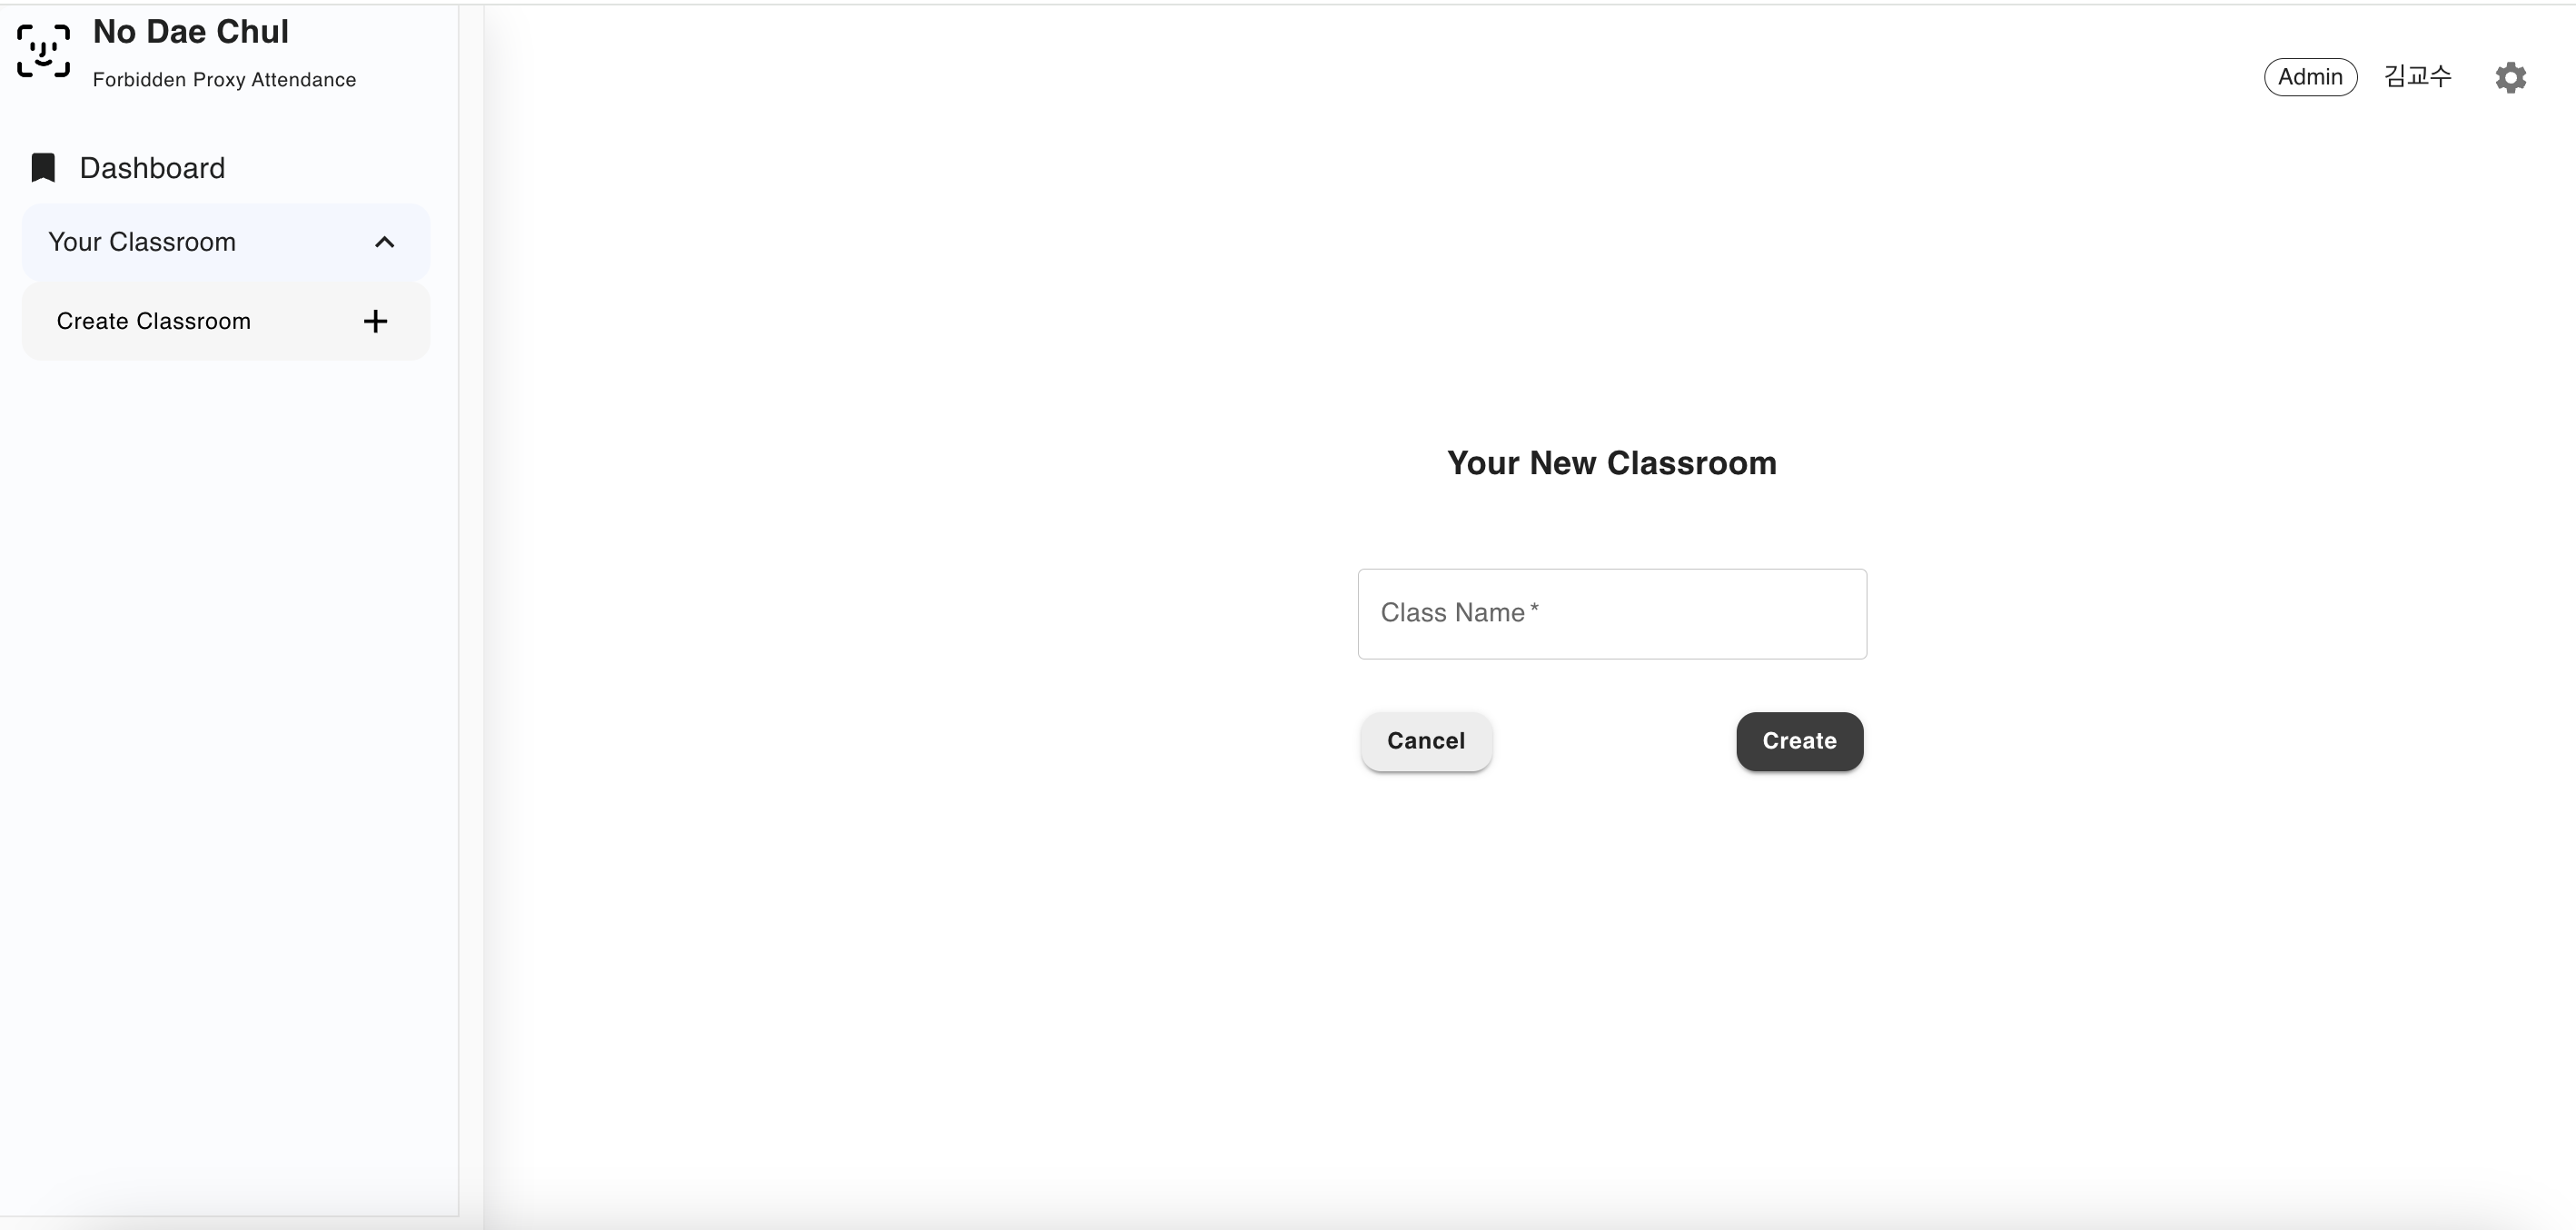 No Dae Chul
Forbidden Proxy Attendance
Admin 김교수
Dashboard
Your Classroom
Create Classroom
Your New Classroom
Class Name *
Cancel
Create